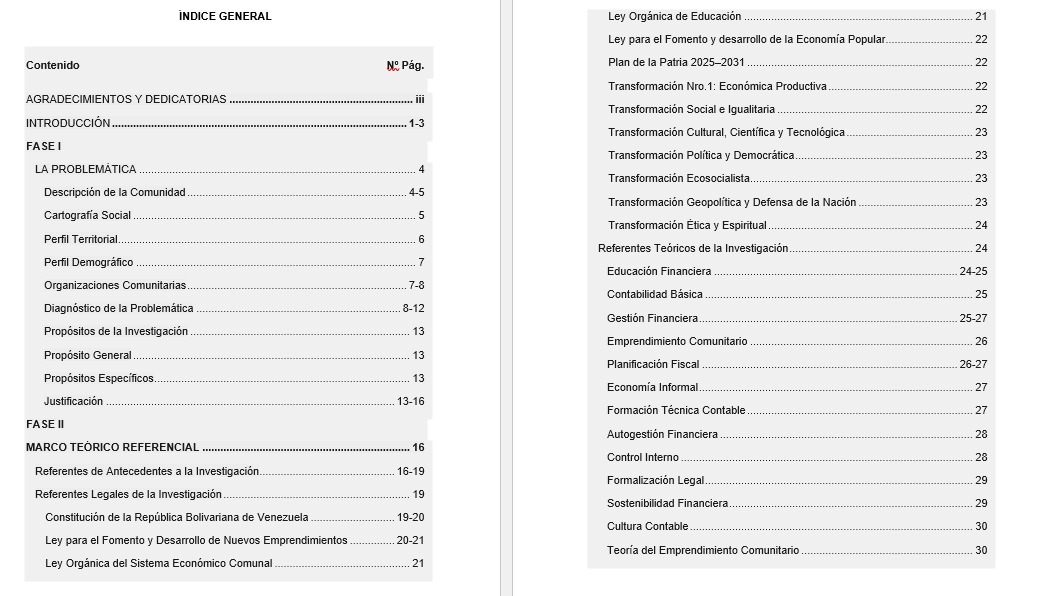 ÍNDICE GENERAL
Contenido Nº Pág.
AGRADECIMIENTOS Y DEDICATORIAS ............................................................. iii
INTRODUCCIÓN .................................................................................. 1-3
FASE I
LA PROBLEMÁTICA ............................................................................. 4
Descripción de la Comunidad ............................................................ 4-5
Cartografía Social ............................................................................ 5
Perfil Territorial ................................................................................ 6
Perfil Demográfico ........................................................................... 7
Organizaciones Comunitarias ............................................................ 7-8
Diagnóstico de la Problemática ......................................................... 8-12
Propósitos de la Investigación ........................................................... 13
Propósito General ............................................................................ 13
Propósitos Específicos ...................................................................... 13
Justificación ..................................................................................... 13-16
FASE II
MARCO TEÓRICO REFERENCIAL ............................................................ 16
Referentes de Antecedentes a la Investigación ..................................... 16-19
Referentes Legales de la Investigación ................................................ 19
Constitución de la República Bolivariana de Venezuela ......................... 19-20
Ley para el Fomento y Desarrollo de Nuevos Emprendimientos .............. 20-21
Ley Orgánica del Sistema Económico Comunal .................................... 21
Ley Orgánica de Educación ............................................................... 21
Ley para el Fomento y desarrollo de la Economía Popular ..................... 22
Plan de la Patria 2025–2031 ............................................................. 22
Transformación Nro.1: Económica Productiva ...................................... 22
Transformación Social e Igualitaria ..................................................... 22
Transformación Cultural, Científica y Tecnológica ................................. 23
Transformación Política y Democrática ................................................ 23
Transformación Ecosocialista ............................................................. 23
Transformación Geopolítica y Defensa de la Nación .............................. 23
Transformación Ética y Espiritual ........................................................ 24
Referentes Teóricos de la Investigación ............................................... 24
Educación Financiera ....................................................................... 24-25
Contabilidad Básica .......................................................................... 25
Gestión Financiera ........................................................................... 25-27
Emprendimiento Comunitario ............................................................ 26
Planificación Fiscal ........................................................................... 26-27
Economía Informal ........................................................................... 27
Formación Técnica Contable .............................................................. 27
Autogestión Financiera ..................................................................... 28
Control Interno ................................................................................ 28
Formalización Legal .......................................................................... 29
Sostenibilidad Financiera ................................................................... 29
Cultura Contable .............................................................................. 30
Teoría del Emprendimiento Comunitario ............................................. 30